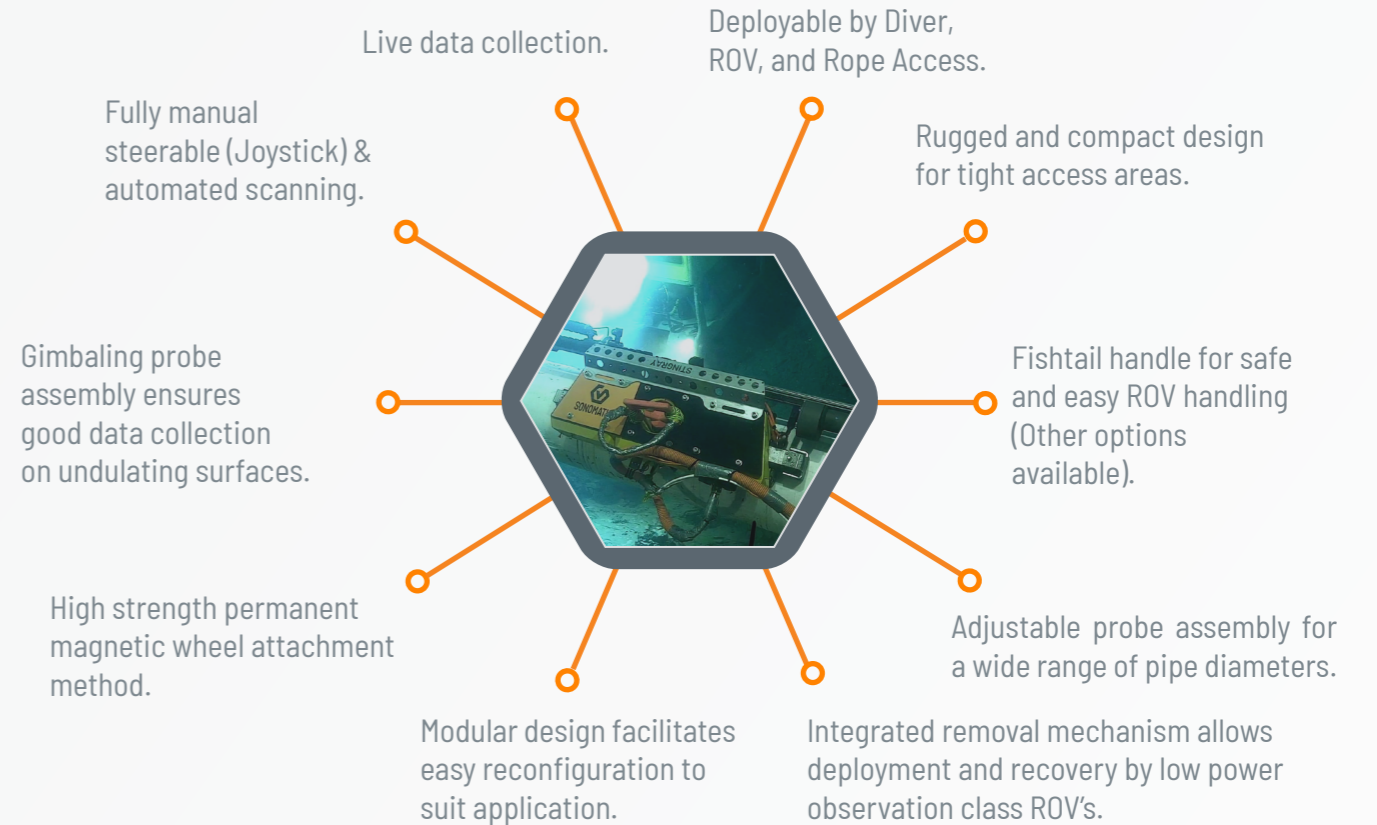 Live data collection.
Deployable by Diver,
ROV, and Rope Access.
Fully manual
steerable (Joystick) &
automated scanning.
Rugged and compact design
for tight access areas.
Gimbaling probe
assembly ensures
good data collection
on undulating surfaces.
STINGRAY
Fishtail handle for safe
and easy ROV handling
(Other options
available).
High strength permanent
magnetic wheel attachment
method.
Adjustable probe assembly for
a wide range of pipe diameters.
Modular design facilitates
easy reconfiguration to
suit application.
Integrated removal mechanism allows
deployment and recovery by low power
observation class ROV's.